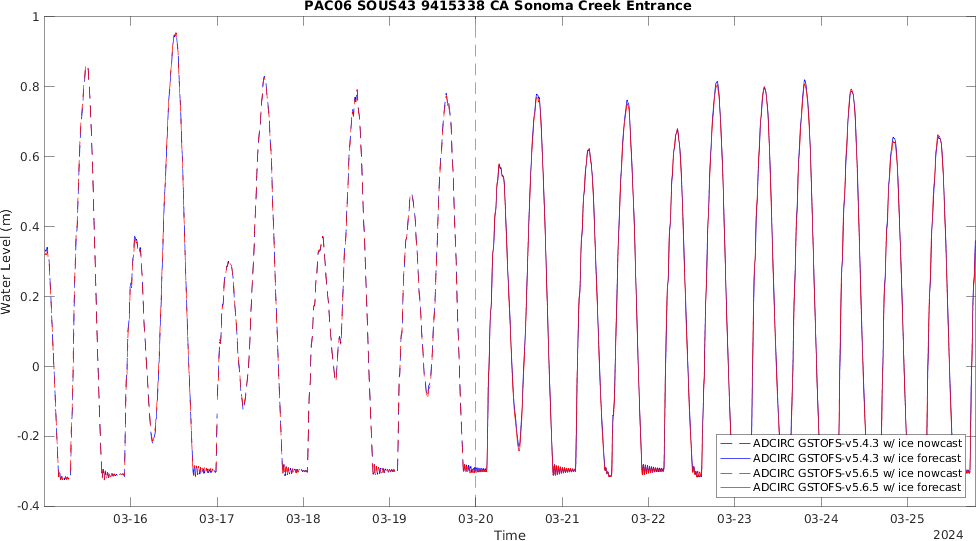 PAC06 SOUS43 9415338 CA Sonoma Creek Entrance
1
0.8
0.6
0.4
0.2
0
-0.2
-0.4
Water Level (m)
ADCIRC GSTOFS-v5.4.3 w/ ice nowcast
ADCIRC GSTOFS-v5.4.3 w/ ice forecast
ADCIRC GSTOFS-v5.6.5 w/ ice nowcast
ADCIRC GSTOFS-v5.6.5 w/ ice forecast
03-16 03-17 03-18 03-19 03-20 03-21 03-22 03-23 03-24 03-25
Time
2024